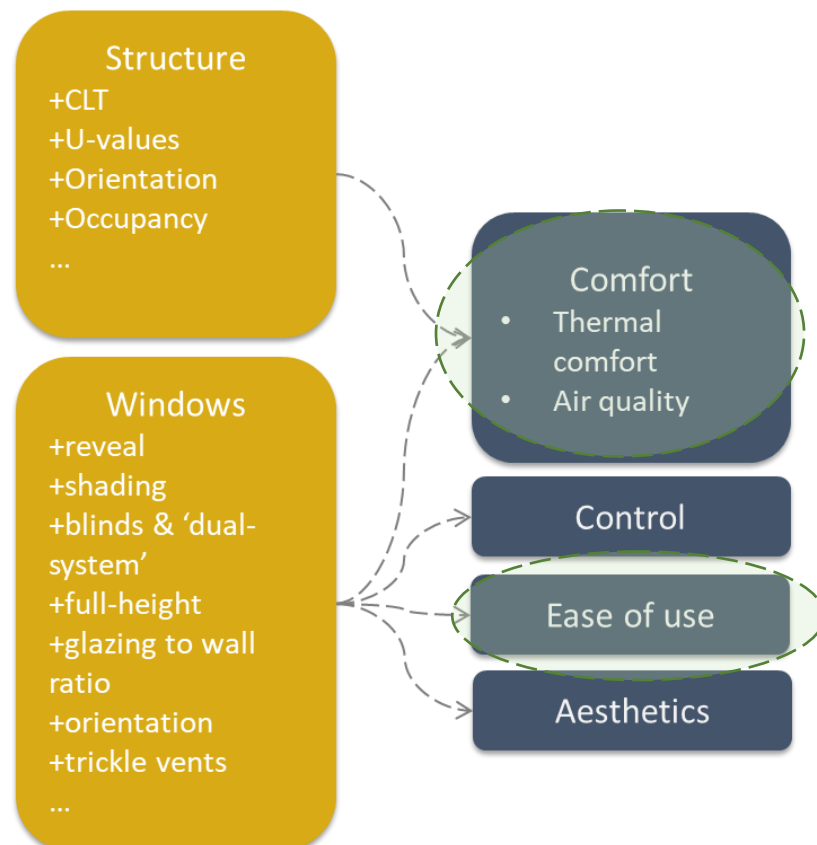 Structure
+CLT
+U-values
+Orientation
+Occupancy
...
Windows
+reveal
+shading
+blinds & ‘dual-
system’
+full-height
+glazing to wall
ratio
+orientation
+trickle vents
...
Comfort
• Thermal
comfort
• Air quality
Control
Ease of use
Aesthetics